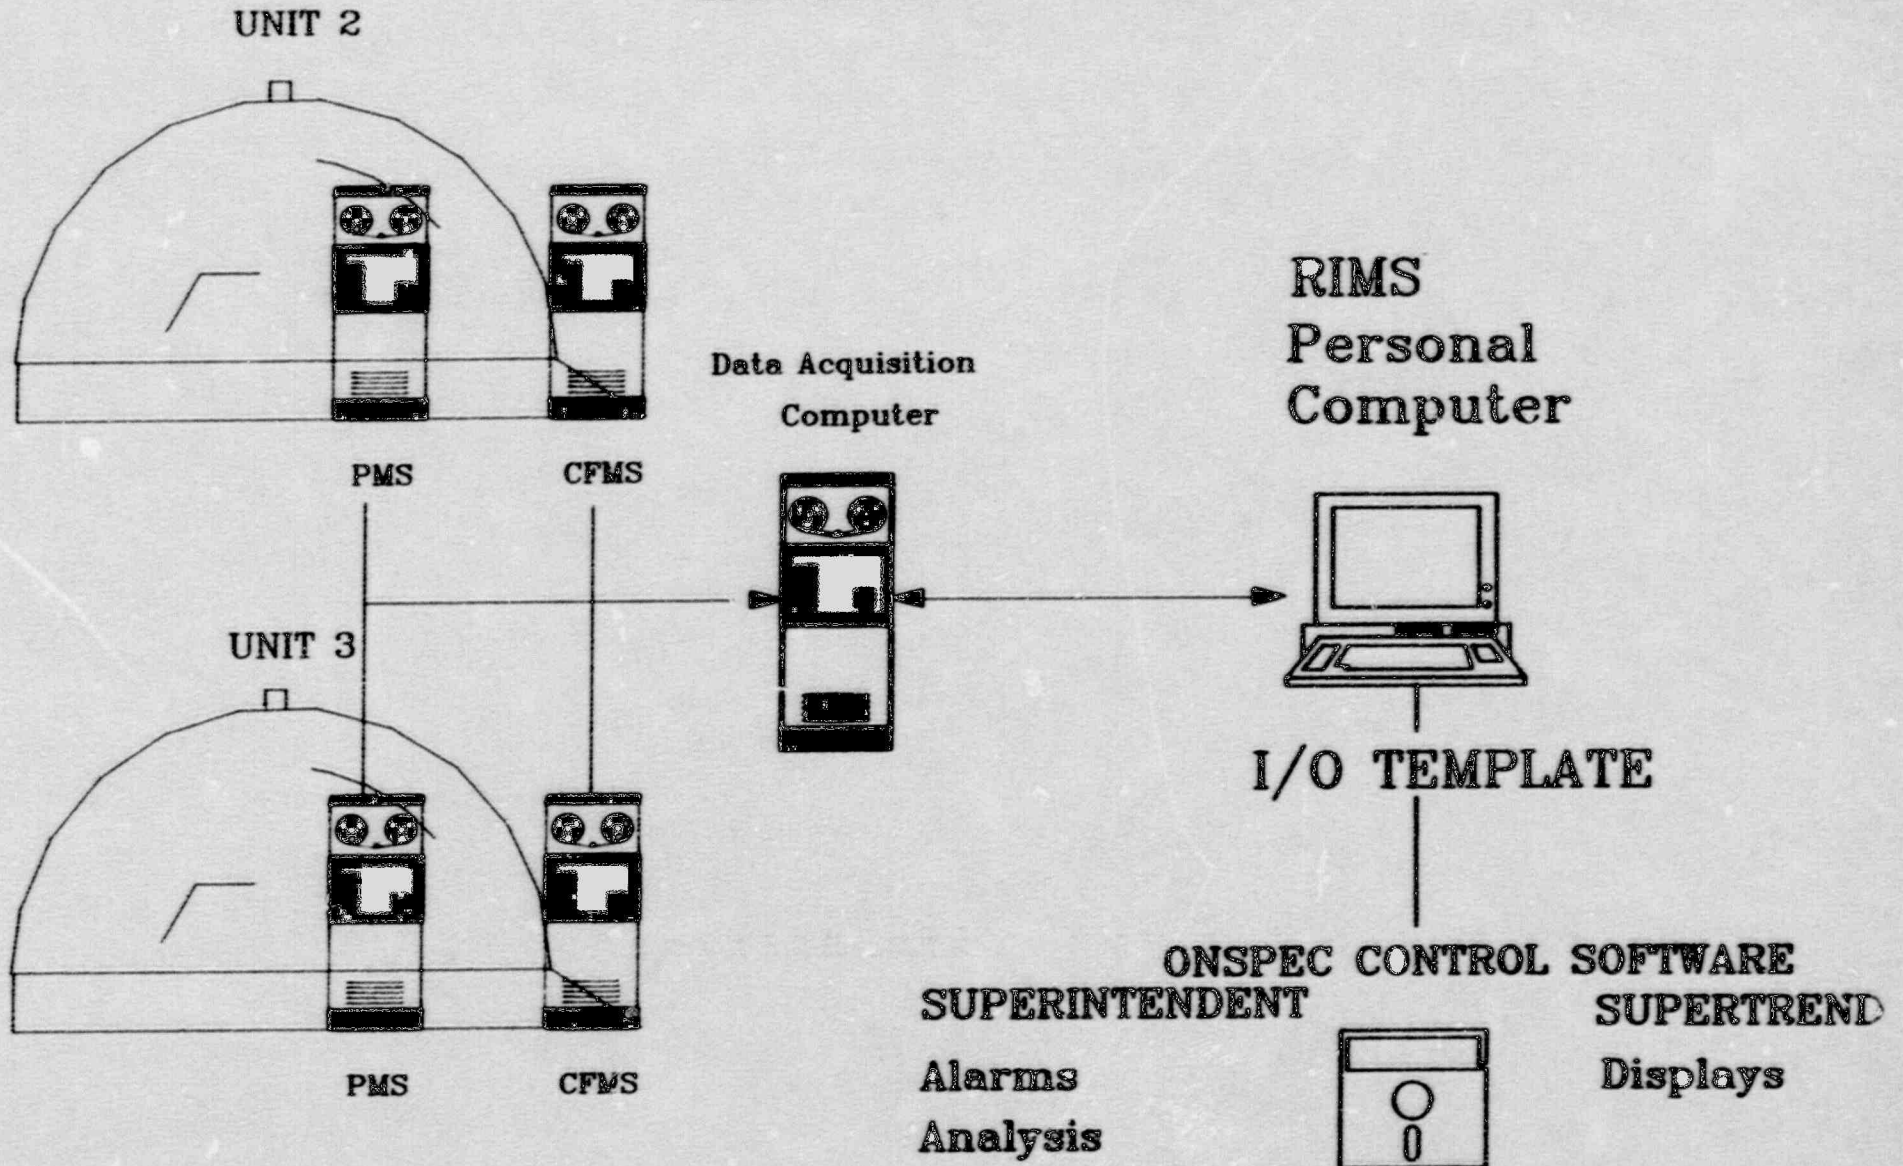 UNIT 2
PMS
CFMS
Data Acquisition
Computer
RIMS
Personal
Computer
UNIT 3
PMS
CFMS
I/O TEMPLATE
ONSPEC CONTROL SOFTWARE
SUPERINTENDENT
Alarms
Analysis
SUPERTREND
Displays